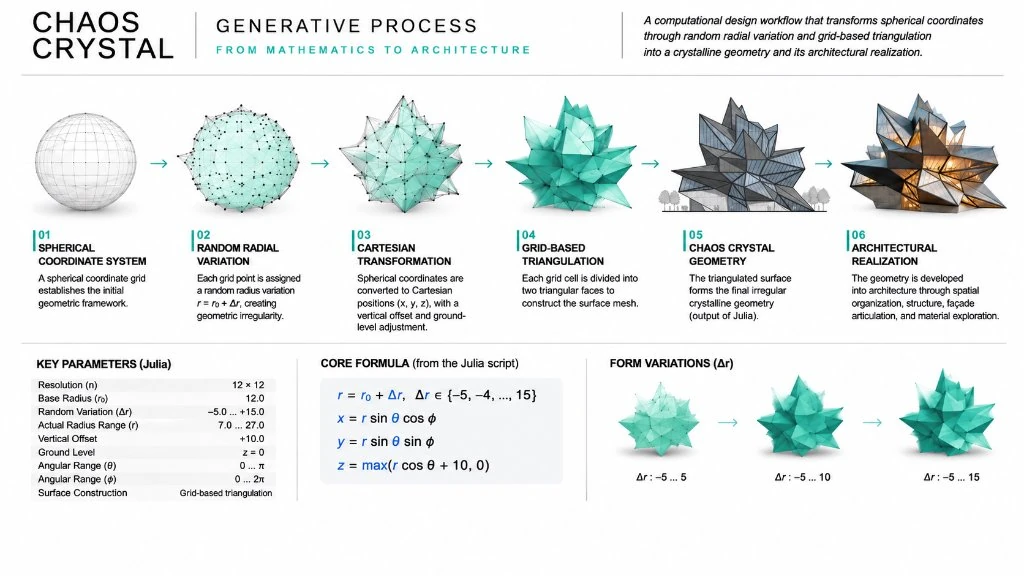 CHAOS
CRYSTAL
GENERATIVE PROCESS
FROM MATHEMATICS TO ARCHITECTURE
A computational design workflow that transforms spherical coordinates
through random radial variation and grid-based triangulation
into a crystalline geometry and its architectural realization.
01
SPHERICAL
COORDINATE SYSTEM
A spherical coordinate grid
establishes the initial
geometric framework.
02
RANDOM RADIAL
VARIATION
Each grid point is assigned
a random radius variation
r = r₀ + Δr, creating
geometric irregularity.
03
CARTESIAN
TRANSFORMATION
Spherical coordinates are
converted to Cartesian
positions (x, y, z), with a
vertical offset and ground-
level adjustment.
04
GRID-BASED
TRIANGULATION
Each grid cell is divided into
two triangular faces to
construct the surface mesh.
05
CHAOS CRYSTAL
GEOMETRY
The triangulated surface
forms the final irregular
crystalline geometry
(output of Julia).
06
ARCHITECTURAL
REALIZATION
The geometry is developed
into architecture through spatial
organization, structure, façade
articulation, and material exploration.
KEY PARAMETERS (Julia)
Resolution (n) 12 × 12
Base Radius (r₀) 12.0
Random Variation (Δr) −5.0 ... +15.0
Actual Radius Range (r) 7.0 ... 27.0
Vertical Offset +10.0
Ground Level z = 0
Angular Range (θ) 0 ... π
Angular Range (ϕ) 0 ... 2π
Surface Construction Grid-based triangulation
CORE FORMULA (from the Julia script)
r = r₀ + Δr, Δr ∈ {−5, −4, ..., 15}
x = r sin θ cos ϕ
y = r sin θ sin ϕ
z = max(r cos θ + 10, 0)
FORM VARIATIONS (Δr)
Δr : −5 ... 5
Δr : −5 ... 10
Δr : −5 ... 15